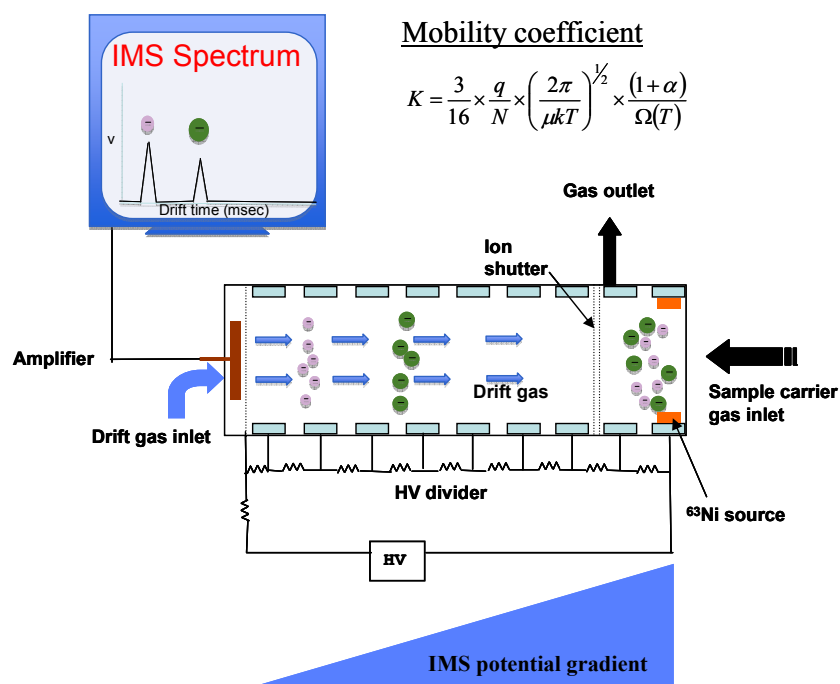 IMS Spectrum
V
Drift time (msec)
Mobility coefficient
K = 3/16 × q/N × (2π/μkT)^½ × (1+α)/Ω(T)
Gas outlet
Ion
shutter
Amplifier
Drift gas
Drift gas inlet
Sample carrier
gas inlet
HV divider
⁶³Ni source
HV
IMS potential gradient